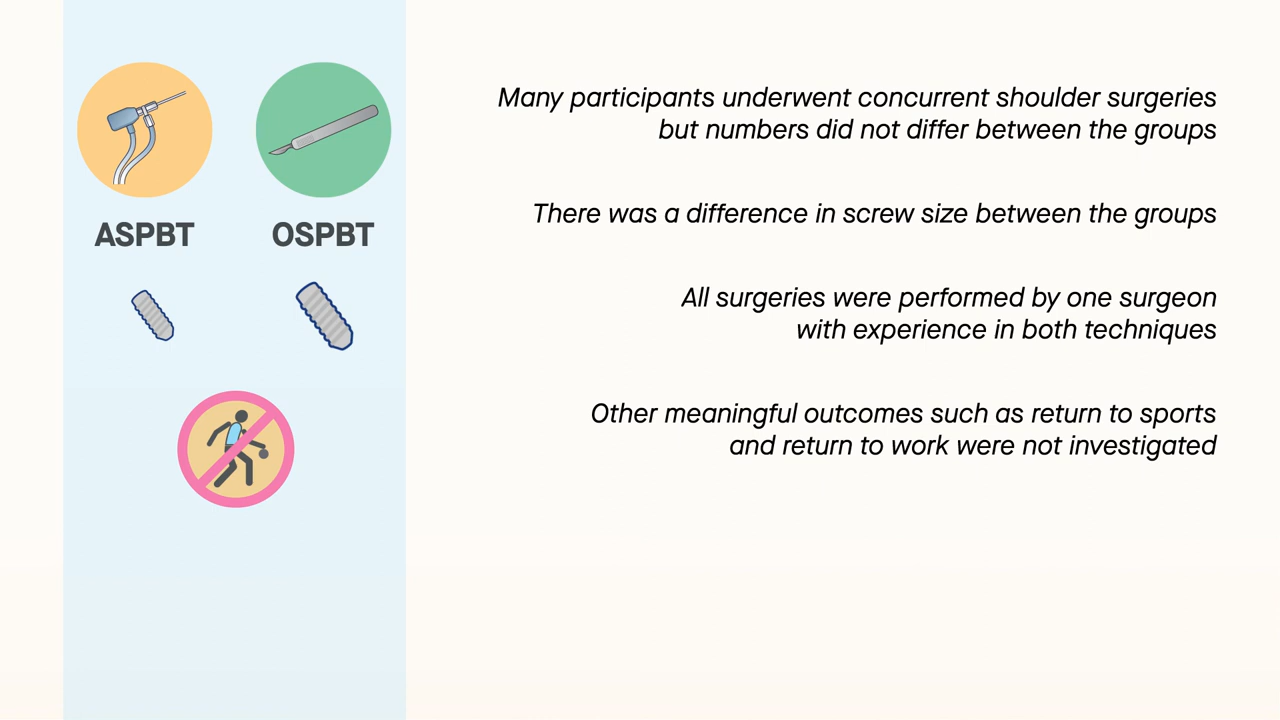 ASPBT
OSPBT
Many participants underwent concurrent shoulder surgeries
but numbers did not differ between the groups
There was a difference in screw size between the groups
All surgeries were performed by one surgeon
with experience in both techniques
Other meaningful outcomes such as return to sports
and return to work were not investigated